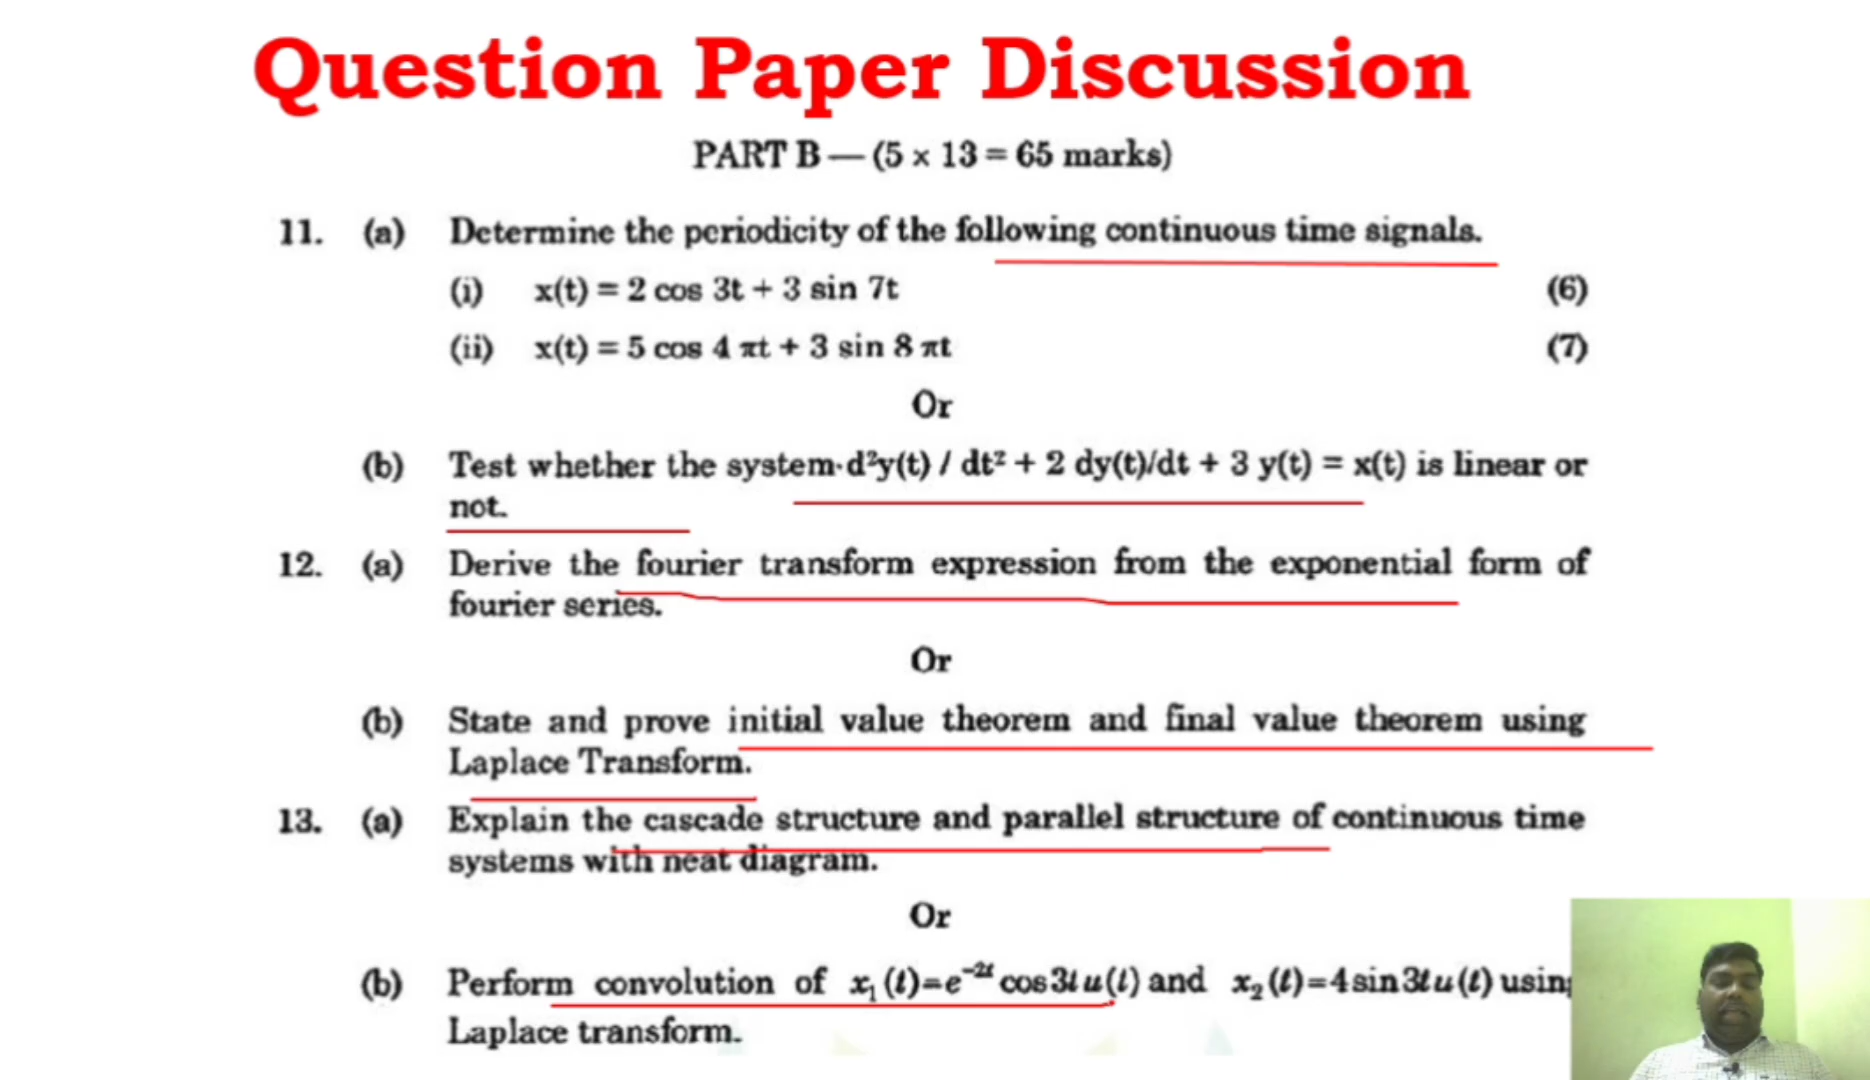 Question Paper Discussion
PART B — (5 × 13 = 65 marks)
11. (a) Determine the periodicity of the following continuous time signals.
(i) x(t) = 2 cos 3t + 3 sin 7t (6)
(ii) x(t) = 5 cos 4 πt + 3 sin 8 πt (7)
Or
(b) Test whether the system d²y(t) / dt² + 2 dy(t)/dt + 3 y(t) = x(t) is linear or
not.
12. (a) Derive the fourier transform expression from the exponential form of
fourier series.
Or
(b) State and prove initial value theorem and final value theorem using
Laplace Transform.
13. (a) Explain the cascade structure and parallel structure of continuous time
systems with neat diagram.
Or
(b) Perform convolution of x₁(t)=e⁻²ᵗ cos3t u(t) and x₂(t)=4sin3t u(t) using
Laplace transform.